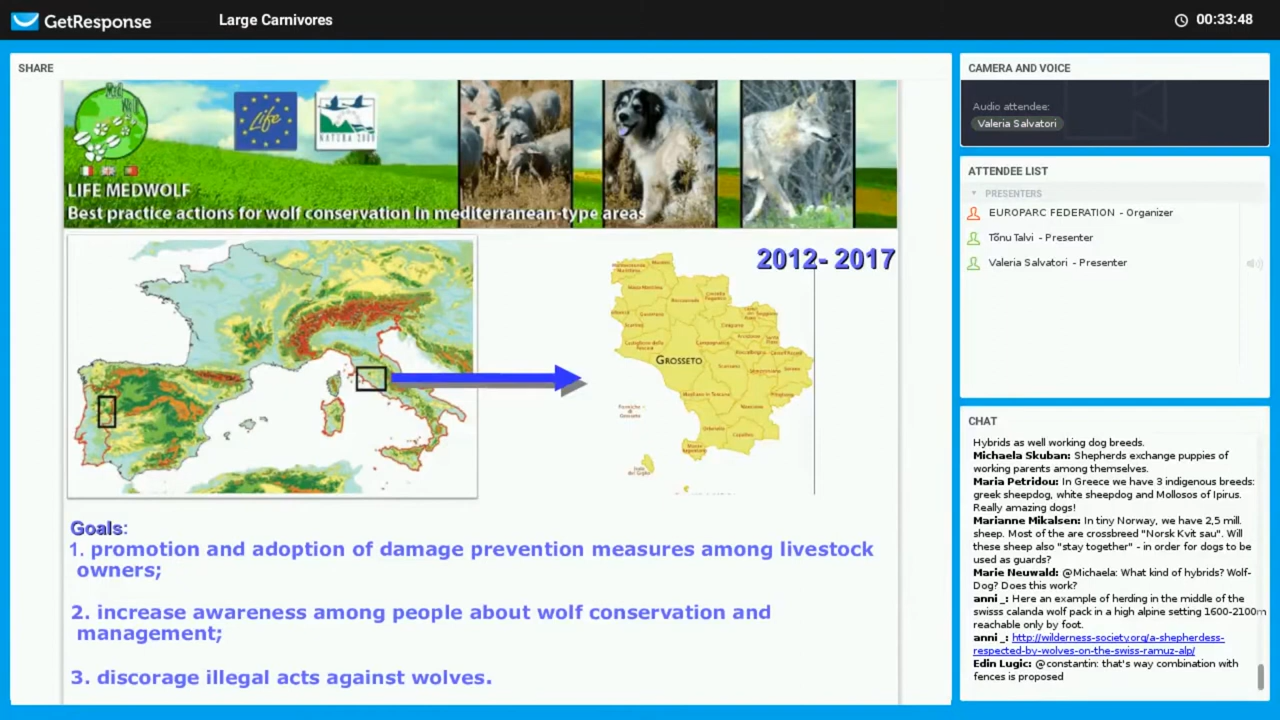 GetResponse
Large Carnivores
00:33:48
SHARE
Life
NATURA 2000
LIFE MEDWOLF
Best practice actions for wolf conservation in mediterranean-type areas
2012- 2017
GROSSETO
Goals:
1. promotion and adoption of damage prevention measures among livestock
owners;
2. increase awareness among people about wolf conservation and
management;
3. discorage illegal acts against wolves.
CAMERA AND VOICE
Audio attendee:
Valeria Salvatori
ATTENDEE LIST
PRESENTERS
EUROPARC FEDERATION - Organizer
Tõnu Talvi - Presenter
Valeria Salvatori - Presenter
CHAT
Hybrids as well working dog breeds.
Michaela Skuban: Shepherds exchange puppies of
working parents among themselves.
Maria Petridou: In Greece we have 3 indigenous breeds:
greek sheepdog, white sheepdog and Mollosos of Ipirus.
Really amazing dogs!
Marianne Mikalsen: In tiny Norway, we have 2,5 mill.
sheep. Most of the are crossbreed "Norsk Kvit sau". Will
these sheep also "stay together" - in order for dogs to be
used as guards?
Marie Neuwald: @Michaela: What kind of hybrids? Wolf-
Dog? Does this work?
anni _: Here an example of herding in the middle of the
swisss calanda wolf pack in a high alpine setting 1600-2100m
reachable only by foot.
anni _: http://wilderness-society.org/a-shepherdess-
respected-by-wolves-on-the-swiss-ramuz-alp/
Edin Lugic: @constantin: that's way combination with
fences is proposed